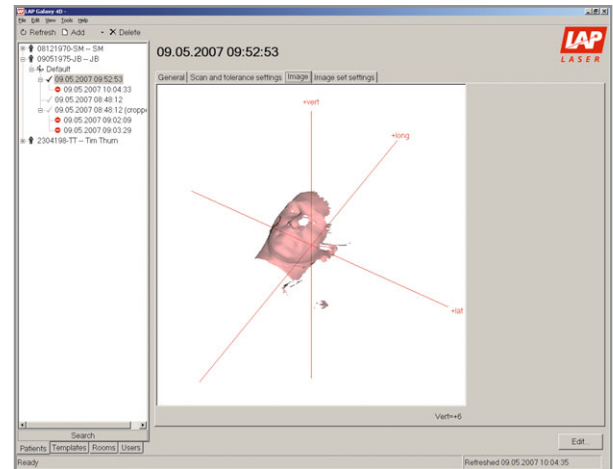 LAP Galaxy 4D -
File Edit View Tools Help
Refresh Add - Delete
08121970-SM -- SM
09051975-JB -- JB
Default
09.05.2007 09:52:53
09.05.2007 10:04:33
09.05.2007 08:48:12
09.05.2007 08:48:12 (croppe
09.05.2007 09:02:09
09.05.2007 09:03:29
2304198-TT -- Tim Thurn
Search
Patients Templates Rooms Users
09.05.2007 09:52:53
LAP
LASER
General Scan and tolerance settings Image Image set settings
+vert
+long
+lat
Vert=+6
Edit...
Ready
Refreshed 09.05.2007 10:04:35